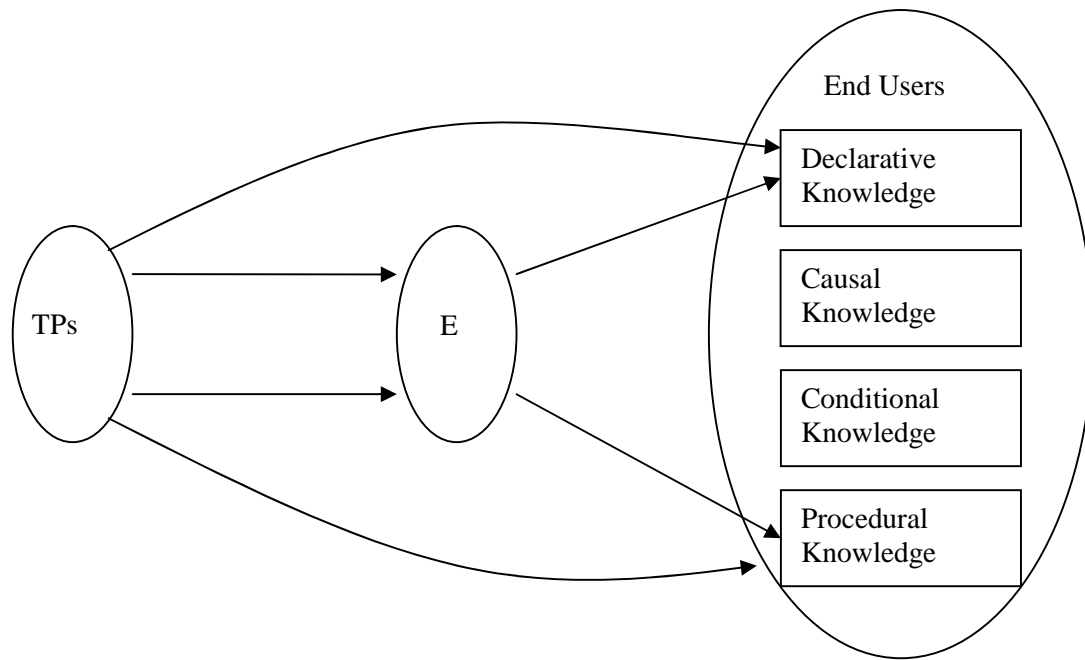 End Users
Declarative
Knowledge
TPs
E
Causal
Knowledge
Conditional
Knowledge
Procedural
Knowledge